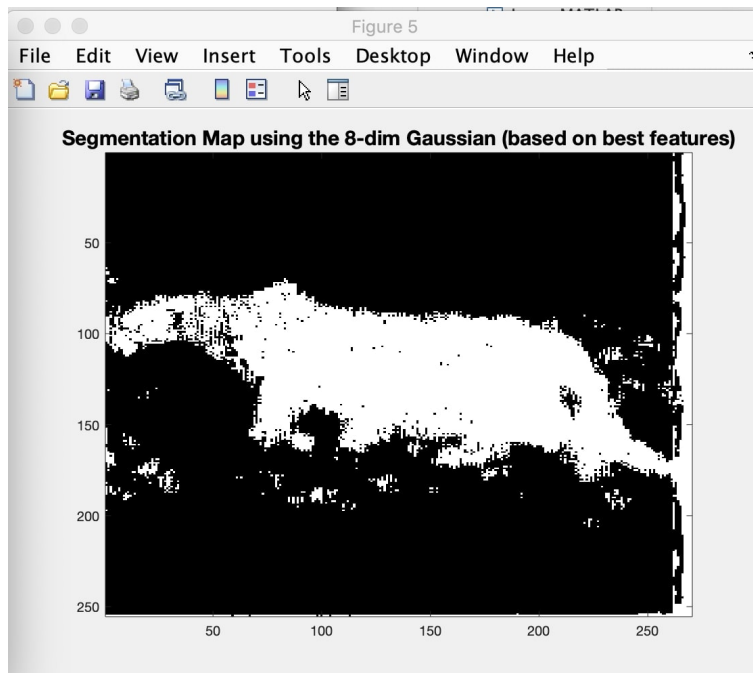 Figure 5
File Edit View Insert Tools Desktop Window Help
Segmentation Map using the 8-dim Gaussian (based on best features)
50
100
150
200
250
50 100 150 200 250